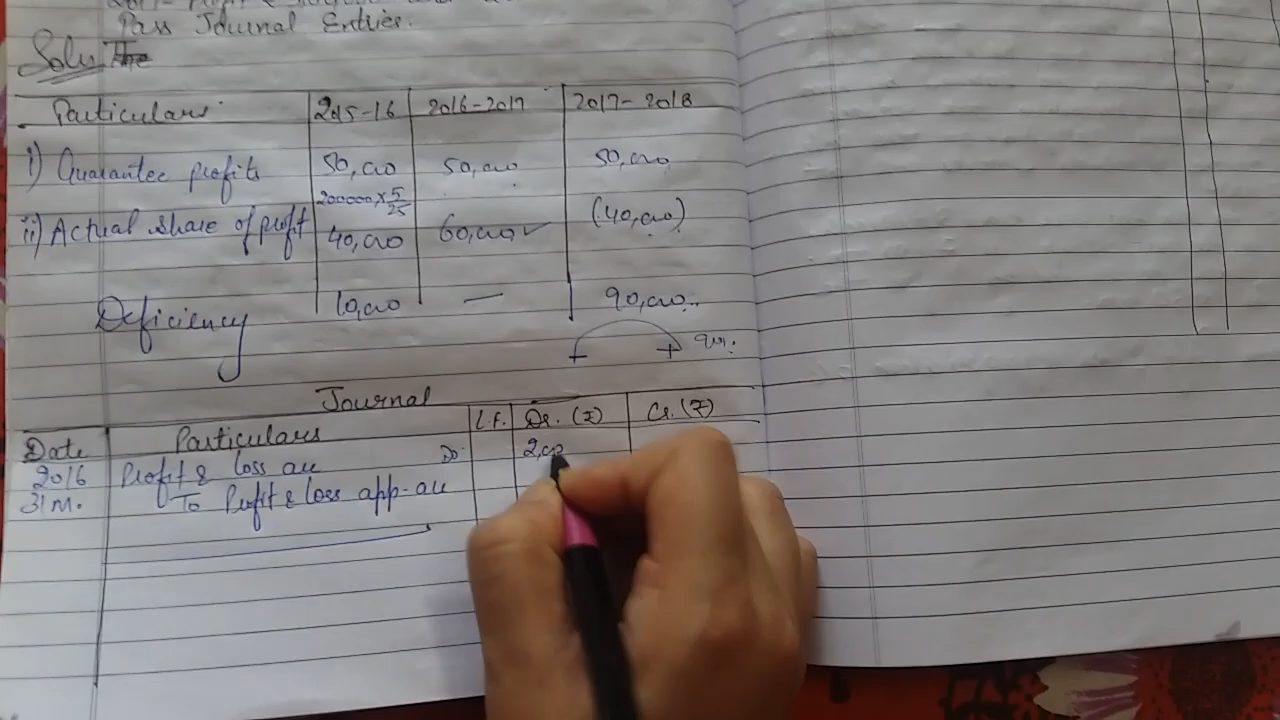 Pass Journal Entries.
Solu The
Particulars 2015-16 2016-2017 2017-2018
i) Guarantee profits 50,000 50,000 50,000
200000 × 5/25
ii) Actual share of profit 40,000 60,000 (40,000)
Deficiency 10,000 — 90,000
+ +
Journal
Date Particulars L.F. Dr. (₹) Cr. (₹)
2016 Profit & loss a/c Dr. 2,00
31 M. To Profit & loss app. a/c